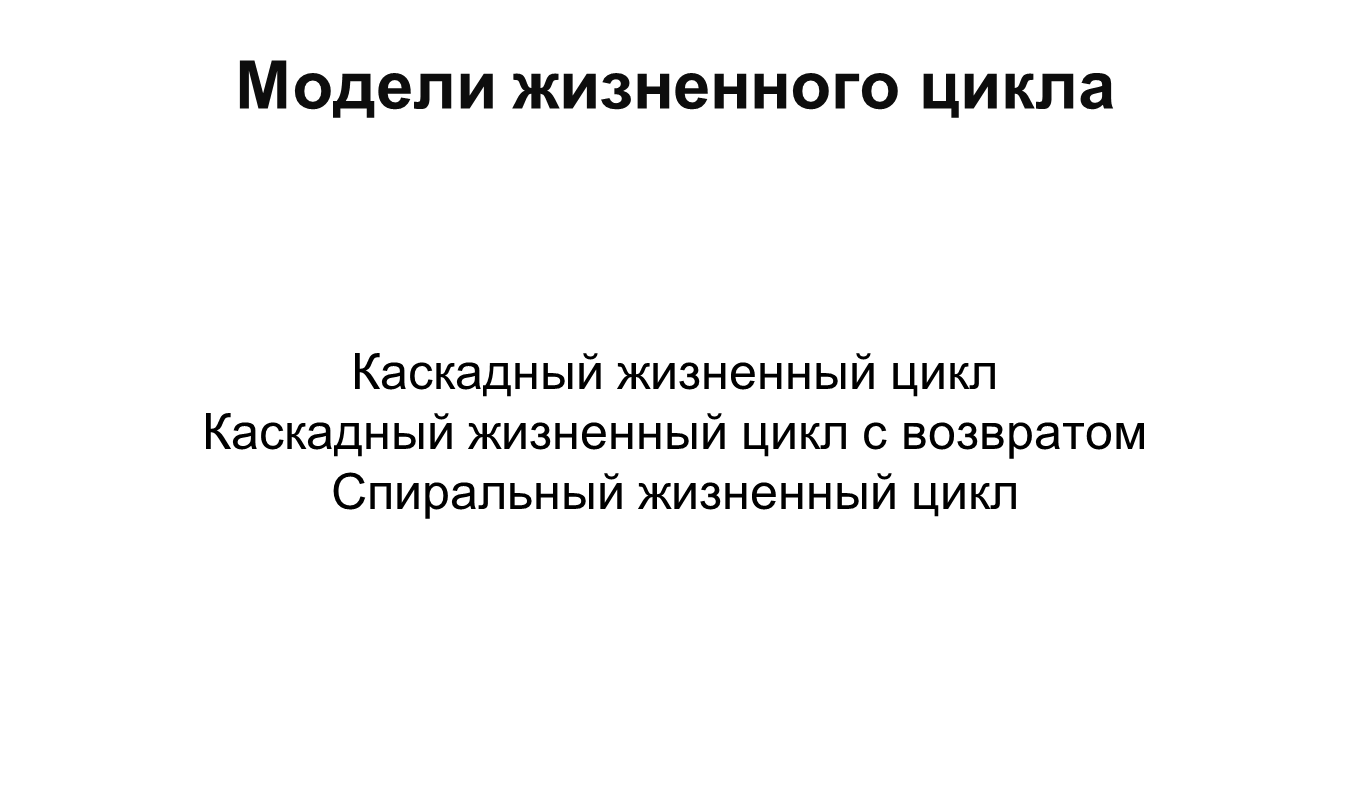 Модели жизненного цикла
Каскадный жизненный цикл
Каскадный жизненный цикл с возвратом
Спиральный жизненный цикл